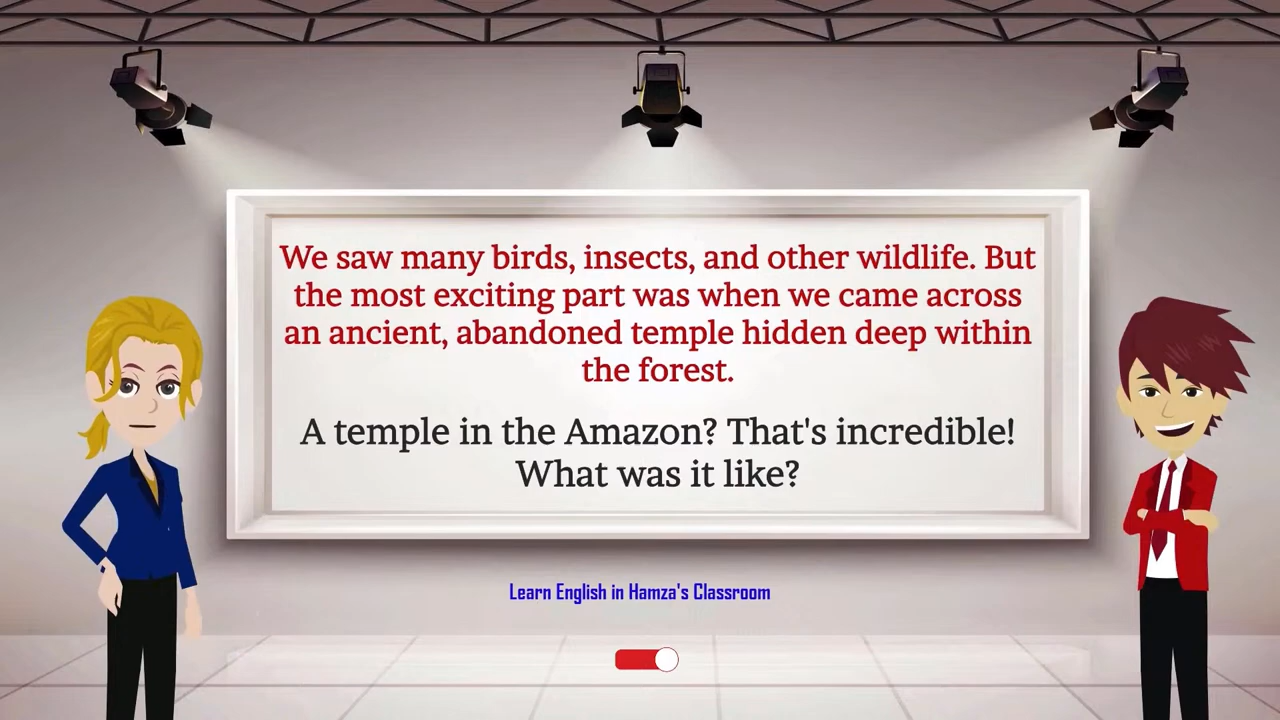 We saw many birds, insects, and other wildlife. But
the most exciting part was when we came across
an ancient, abandoned temple hidden deep within
the forest.
A temple in the Amazon? That's incredible!
What was it like?
Learn English in Hamza's Classroom